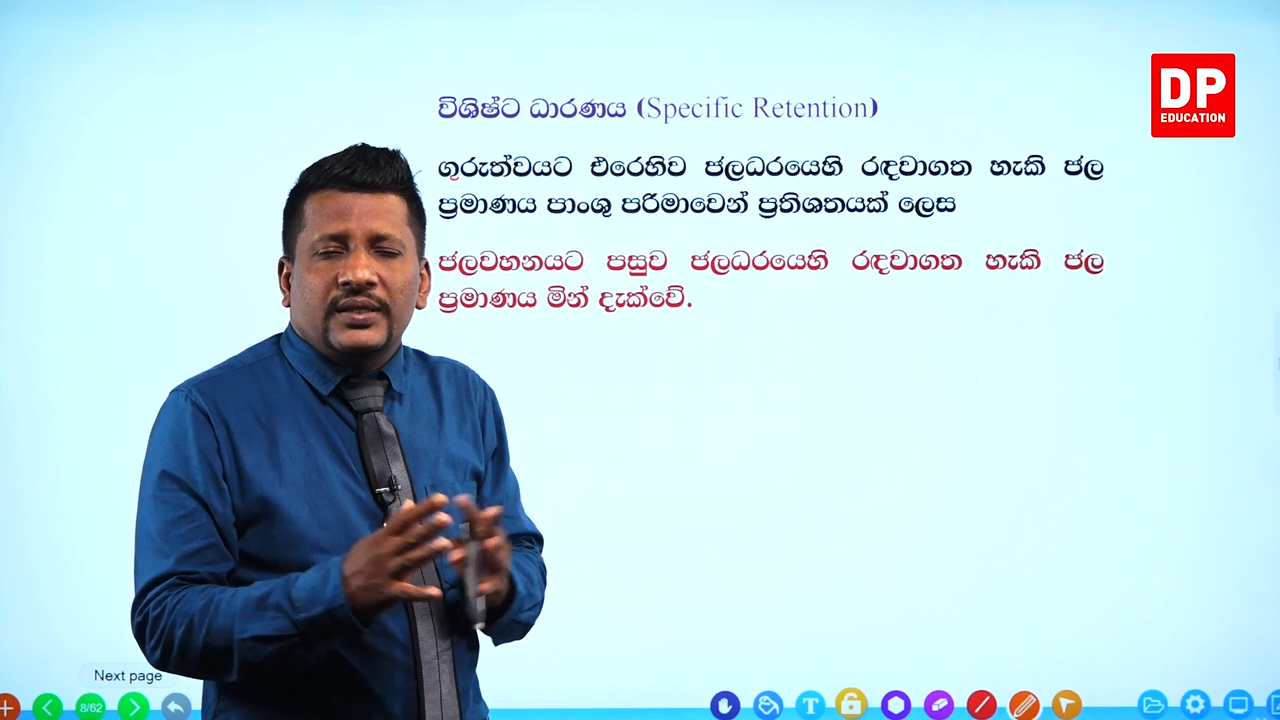 විශිෂ්ට ධාරණය (Specific Retention)
DP
EDUCATION
ගුරුත්වයට එරෙහිව ජලධරයෙහි රඳවාගත හැකි ජල
ප්‍රමාණය පාංශු පරිමාවෙන් ප්‍රතිශතයක් ලෙස
ජලවහනයට පසුව ජලධරයෙහි රඳවාගත හැකි ජල
ප්‍රමාණය මින් දැක්වේ.
Next page
8/62
T